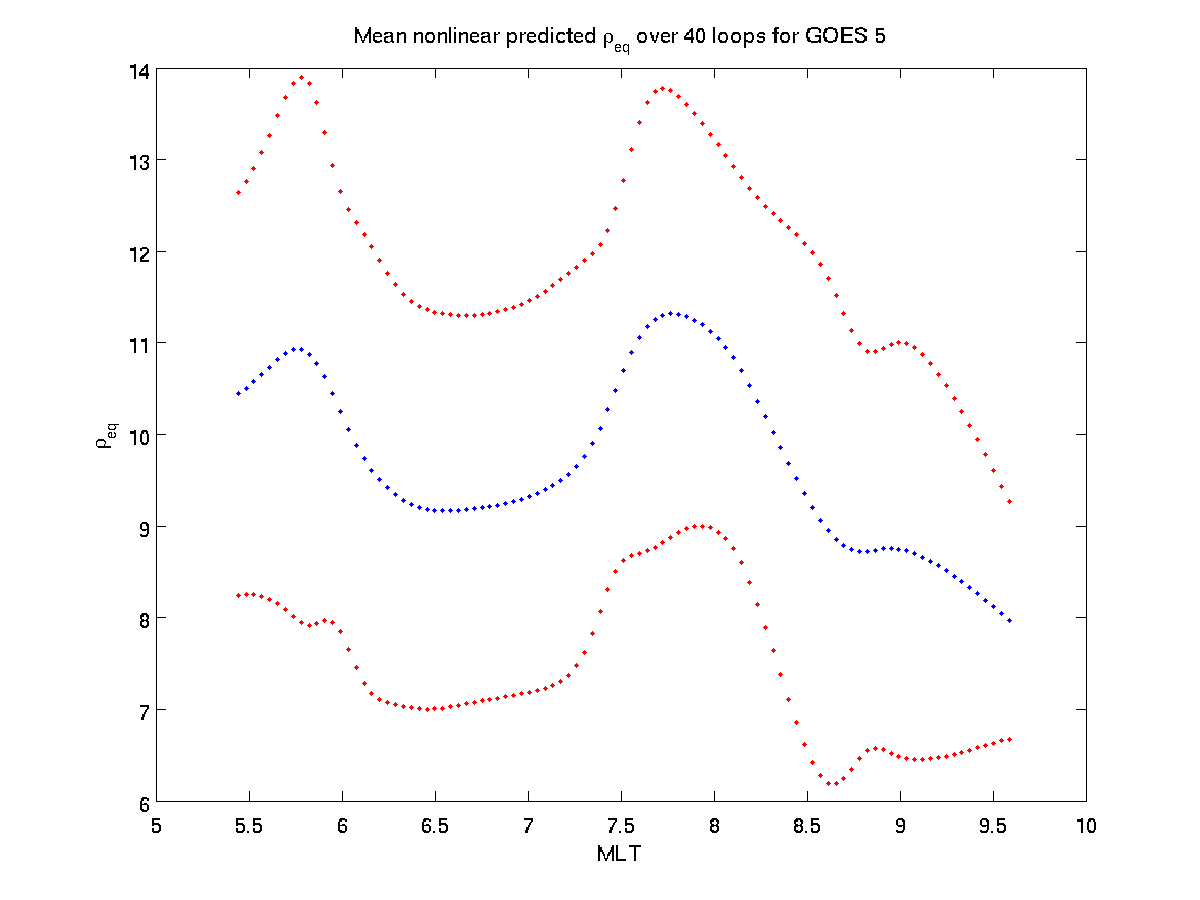 Mean nonlinear predicted ρeq over 40 loops for GOES 5
14
13
12
11
10
9
8
7
6
ρeq
5 5.5 6 6.5 7 7.5 8 8.5 9 9.5 10
MLT